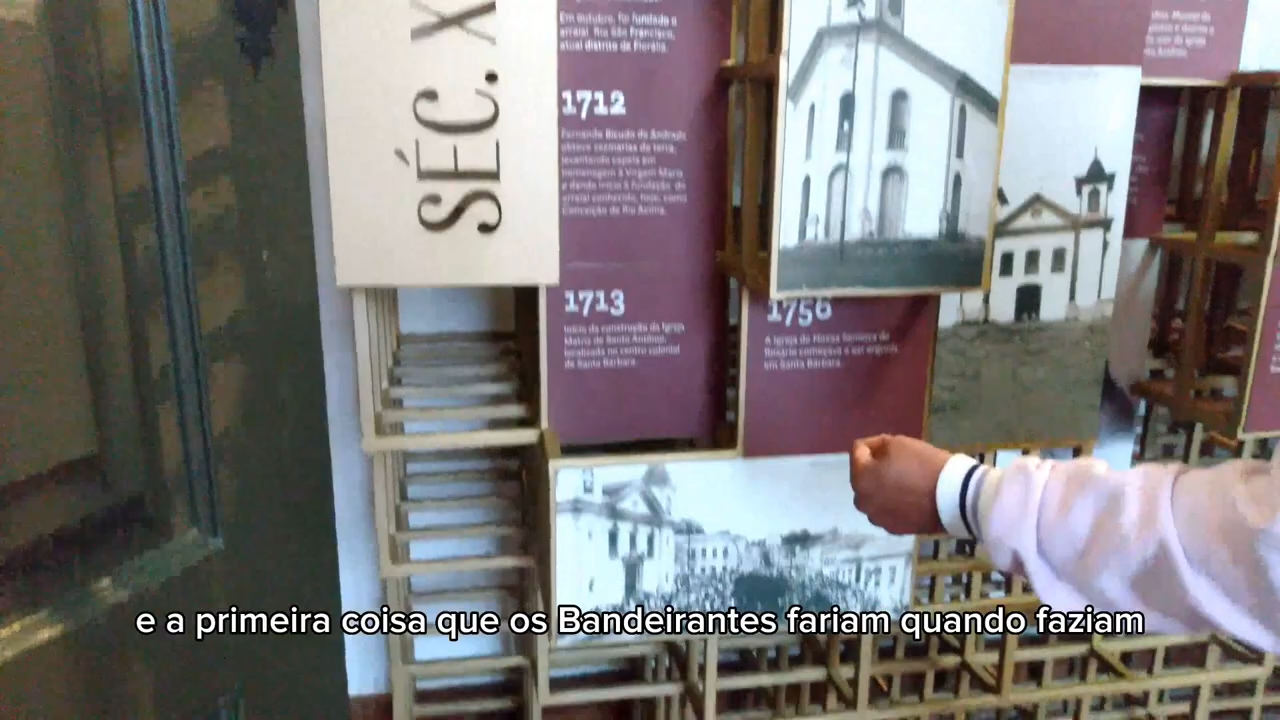 SÉC. X
Em outubro, foi fundado o
arraial Rio São Francisco,
atual distrito de Florália.
1712
Fernando Bicudo de Andrade
obteve sesmarias de terra,
levantando capela em
homenagem à Virgem Maria
e dando início à fundação do
arraial conhecido, hoje, como
Conceição do Rio Acima.
1713
Início da construção da Igreja
Matriz de Santo Antônio,
localizada no centro colonial
de Santa Bárbara.
1756
A Igreja de Nossa Senhora do
Rosário começava a ser erguida
em Santa Bárbara.
e a primeira coisa que os Bandeirantes fariam quando faziam